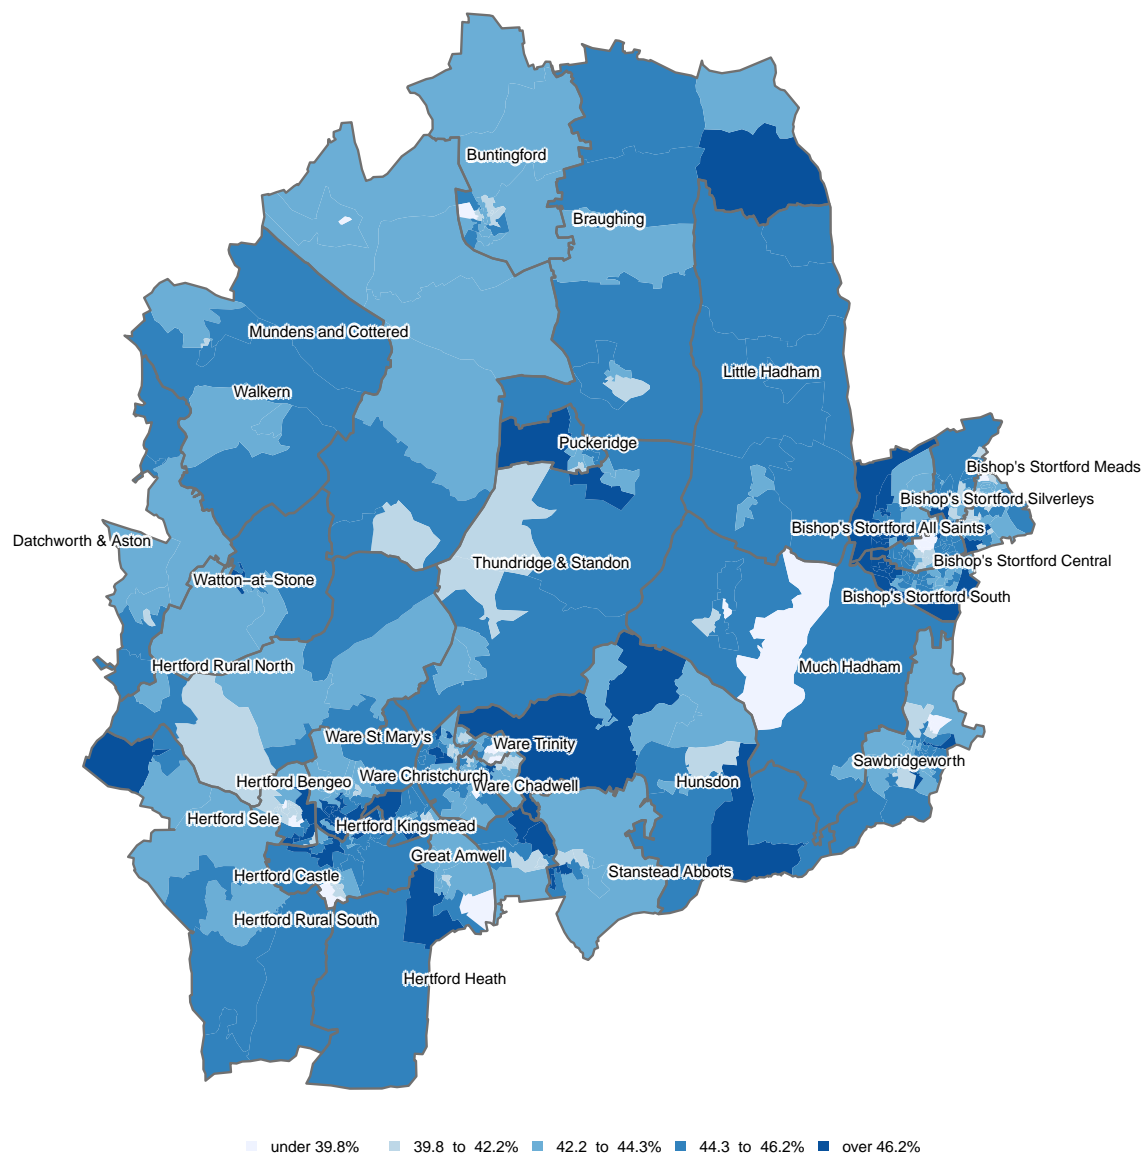 Buntingford
Braughing
Mundens and Cottered
Little Hadham
Walkern
Puckeridge
Bishop's Stortford Meads
Bishop's Stortford Silverleys
Bishop's Stortford All Saints
Datchworth & Aston
Bishop's Stortford Central
Thundridge & Standon
Watton–at–Stone
Bishop's Stortford South
Hertford Rural North
Much Hadham
Ware St Mary's
Ware Trinity
Sawbridgeworth
Ware Christchurch
Hertford Bengeo
Hunsdon
Ware Chadwell
Hertford Sele
Hertford Kingsmead
Great Amwell
Stanstead Abbots
Hertford Castle
Hertford Rural South
Hertford Heath
under 39.8% 39.8 to 42.2% 42.2 to 44.3% 44.3 to 46.2% over 46.2%